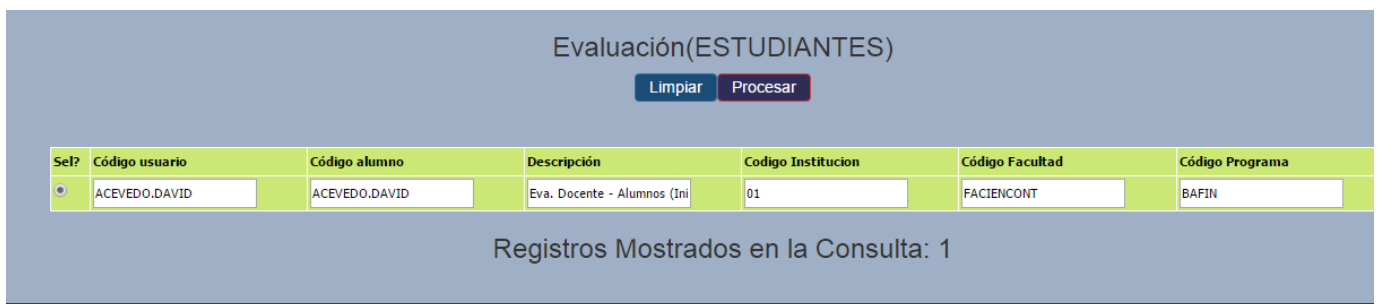 Evaluación(ESTUDIANTES)
Limpiar Procesar
Sel? Código usuario Código alumno Descripción Codigo Institucion Código Facultad Código Programa
ACEVEDO.DAVID ACEVEDO.DAVID Eva. Docente - Alumnos (Ini 01 FACIENCONT BAFIN
Registros Mostrados en la Consulta: 1